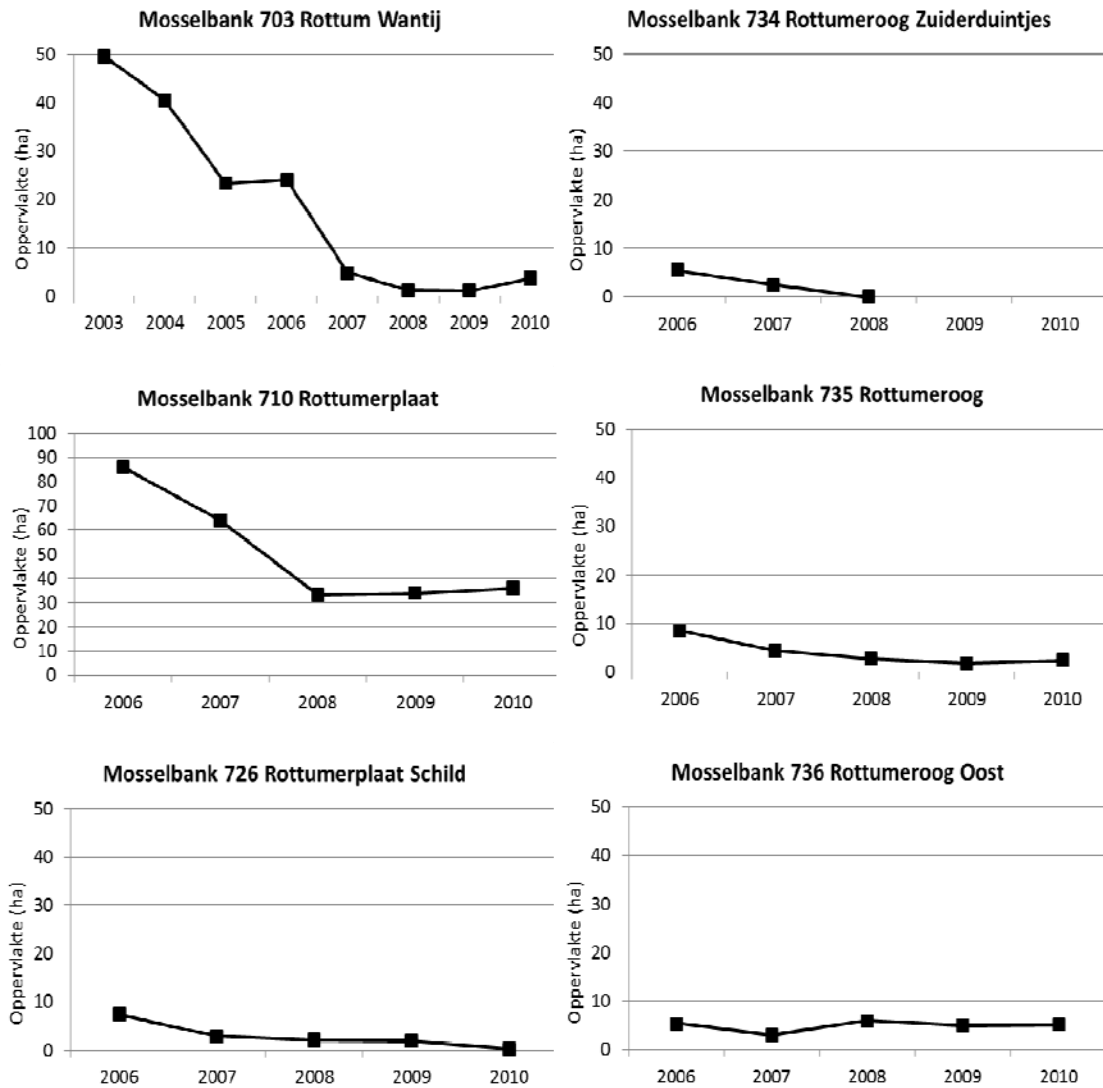 Mosselbank 703 Rottum Wantij
Oppervlakte (ha)
50
40
30
20
10
0
2003 2004 2005 2006 2007 2008 2009 2010
Mosselbank 734 Rottumeroog Zuiderduintjes
Oppervlakte (ha)
50
40
30
20
10
0
2006 2007 2008 2009 2010
Mosselbank 710 Rottumerplaat
Oppervlakte (ha)
100
90
80
70
60
50
40
30
20
10
0
2006 2007 2008 2009 2010
Mosselbank 735 Rottumeroog
Oppervlakte (ha)
50
40
30
20
10
0
2006 2007 2008 2009 2010
Mosselbank 726 Rottumerplaat Schild
Oppervlakte (ha)
50
40
30
20
10
0
2006 2007 2008 2009 2010
Mosselbank 736 Rottumeroog Oost
Oppervlakte (ha)
50
40
30
20
10
0
2006 2007 2008 2009 2010